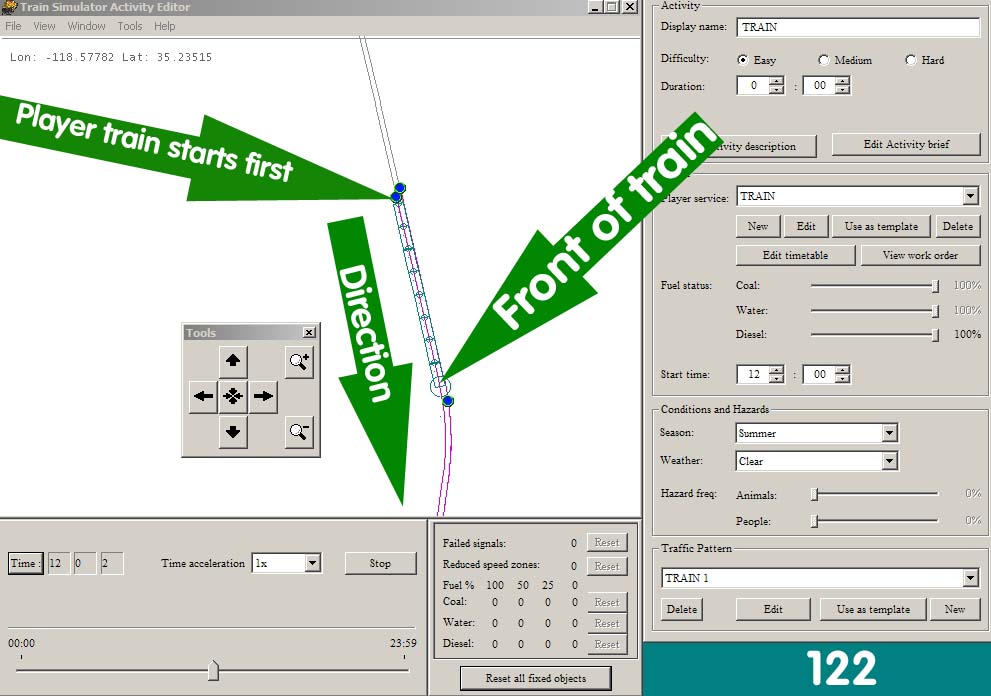 Train Simulator Activity Editor
File View Window Tools Help
Lon: -118.57782 Lat: 35.23515
Player train starts first
Direction
Front of train
Tools
Time : 12 0 2
Time acceleration 1x
Stop
00:00 23:59
Failed signals: 0 Reset
Reduced speed zones: 0 Reset
Fuel % 100 50 25 0
Coal: 0 0 0 0 Reset
Water: 0 0 0 0 Reset
Diesel: 0 0 0 0 Reset
Reset all fixed objects
Activity
Display name: TRAIN
Difficulty: Easy Medium Hard
Duration: 0 : 00
ivity description Edit Activity brief
Player service: TRAIN
New Edit Use as template Delete
Edit timetable View work order
Fuel status: Coal: 100%
Water: 100%
Diesel: 100%
Start time: 12 : 00
Conditions and Hazards
Season: Summer
Weather: Clear
Hazard freq: Animals: 0%
People: 0%
Traffic Pattern
TRAIN 1
Delete Edit Use as template New
122